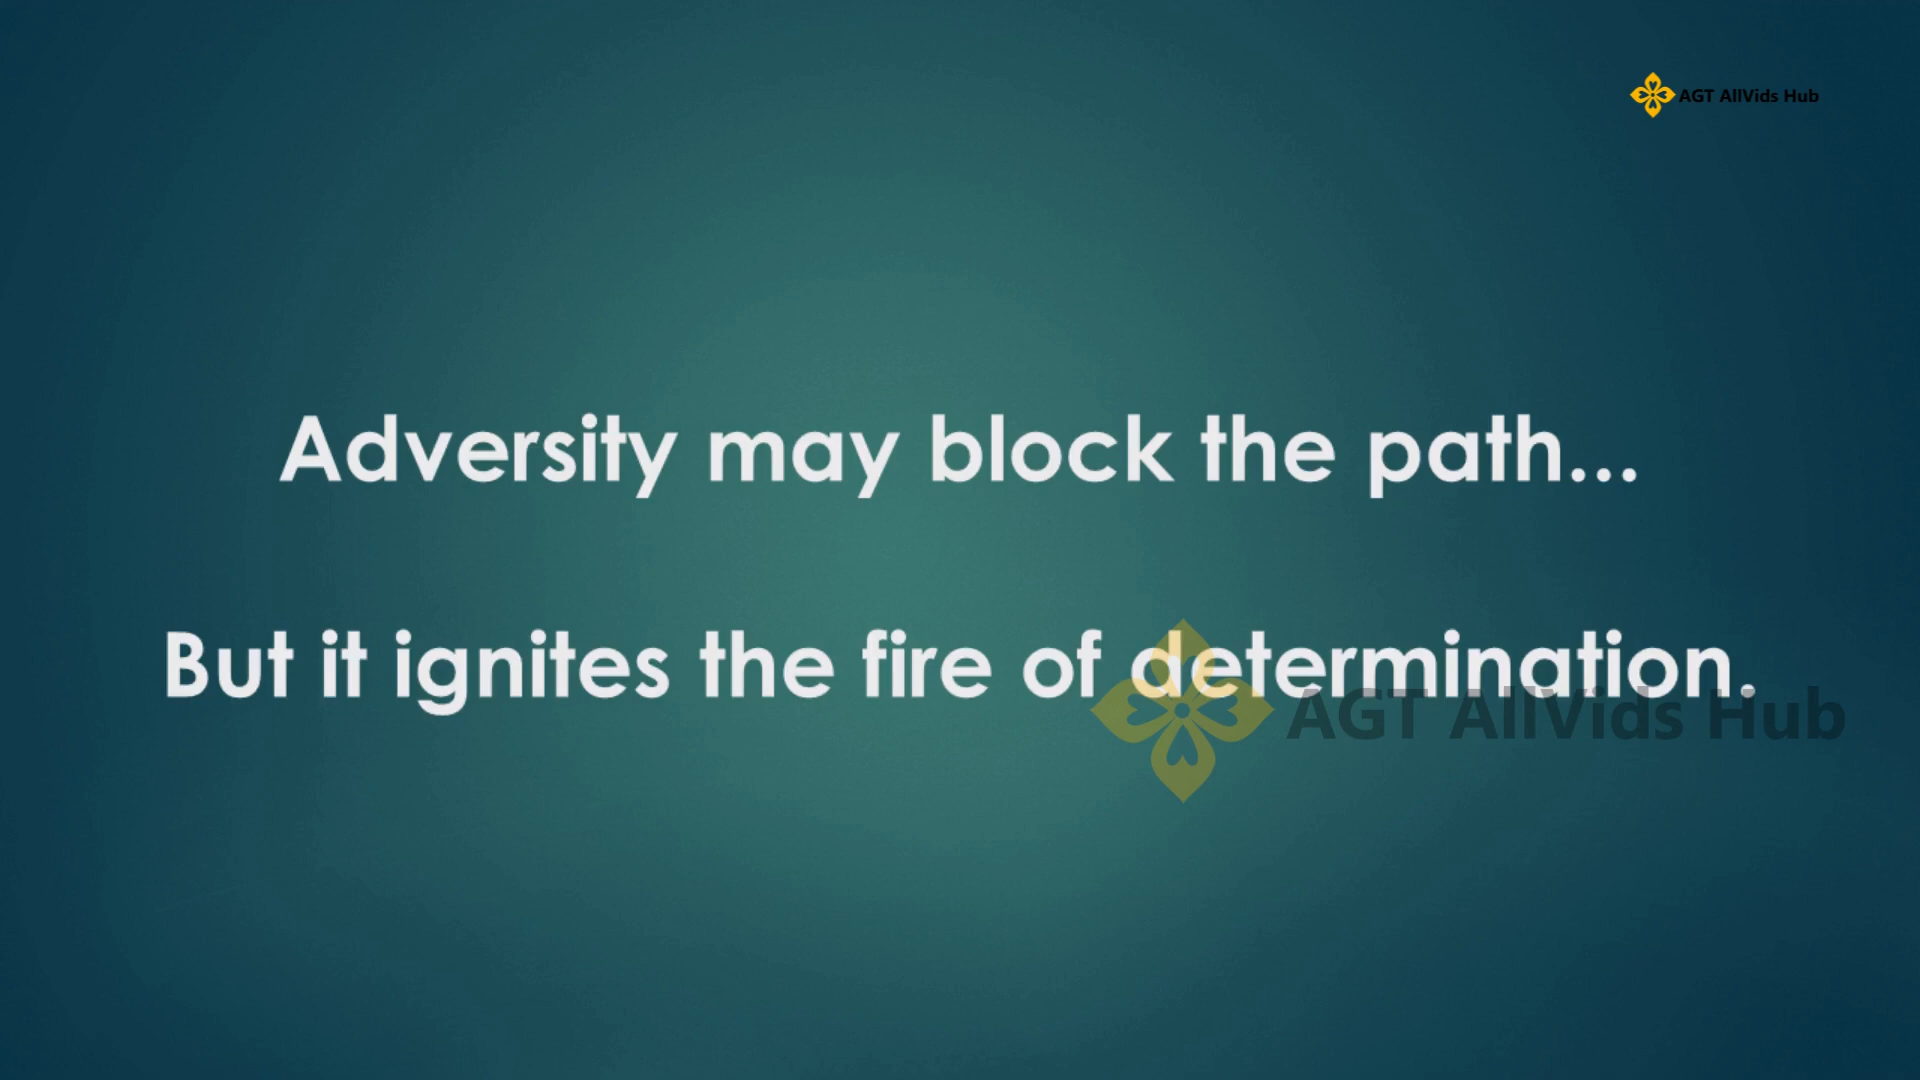 AGT AllVids Hub
Adversity may block the path...
But it ignites the fire of determination.
AGT AllVids Hub